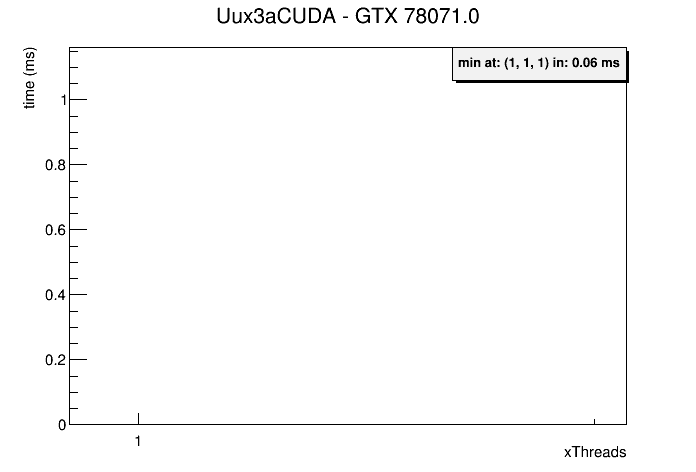 Uux3aCUDA - GTX 78071.0
time (ms)
min at: (1, 1, 1) in: 0.06 ms
1
0.8
0.6
0.4
0.2
0
1
xThreads